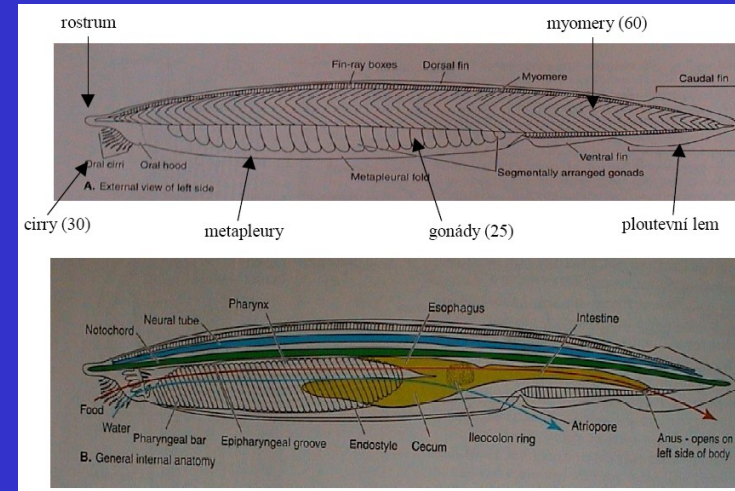 rostrum
myomery (60)
Fin-ray boxes
Dorsal fin
Myomere
Caudal fin
Oral cirri
Oral hood
Metapleural fold
Ventral fin
Segmentally arranged gonads
A. External view of left side
cirry (30)
metapleury
gonády (25)
ploutevní lem
Pharynx
Esophagus
Neural tube
Intestine
Notochord
Food
Water
Pharyngeal bar
Epipharyngeal groove
Endostyle
Cecum
Ileocolon ring
Atriopore
Anus - opens on
left side of body
B. General internal anatomy